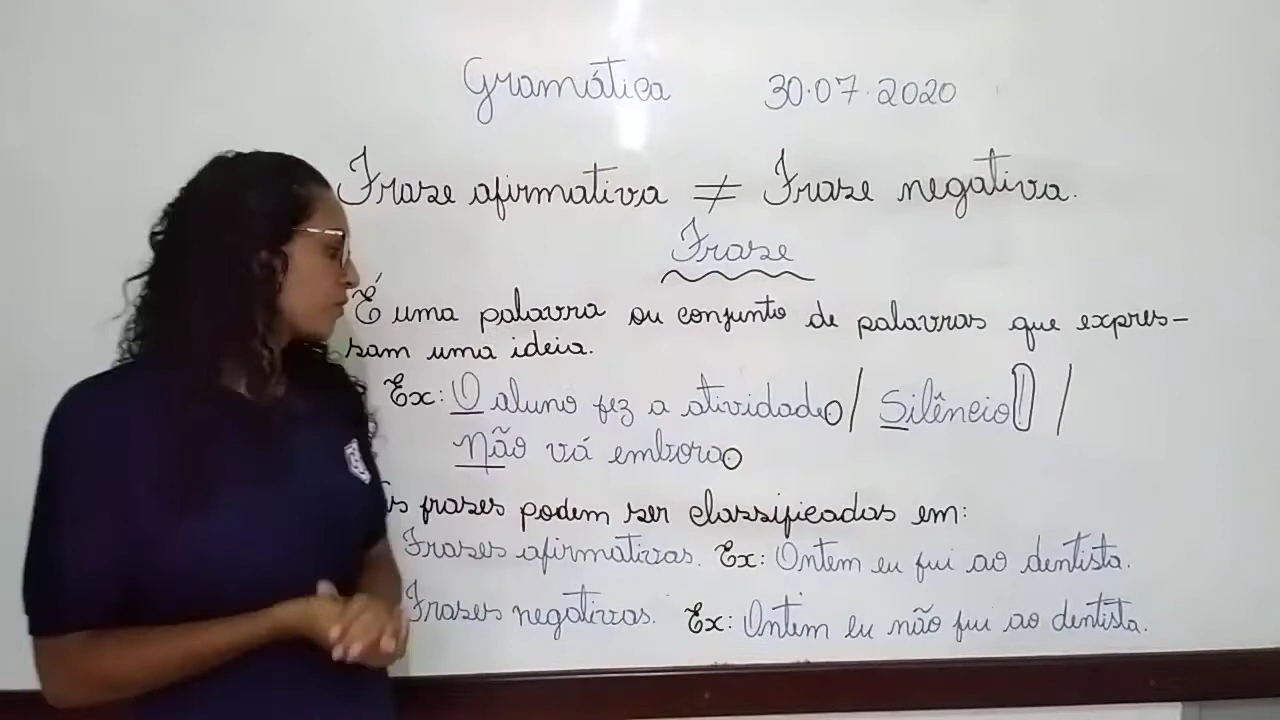 Gramática 30.07.2020
Frase afirmativa ≠ Frase negativa.
Frase
É uma palavra ou conjunto de palavras que expres-
sam uma ideia.
Ex: O aluno fez a atividade. / Silêncio! /
Não vá embora.
As frases podem ser classificadas em:
Frases afirmativas. Ex: Ontem eu fui ao dentista.
Frases negativas. Ex: Ontem eu não fui ao dentista.